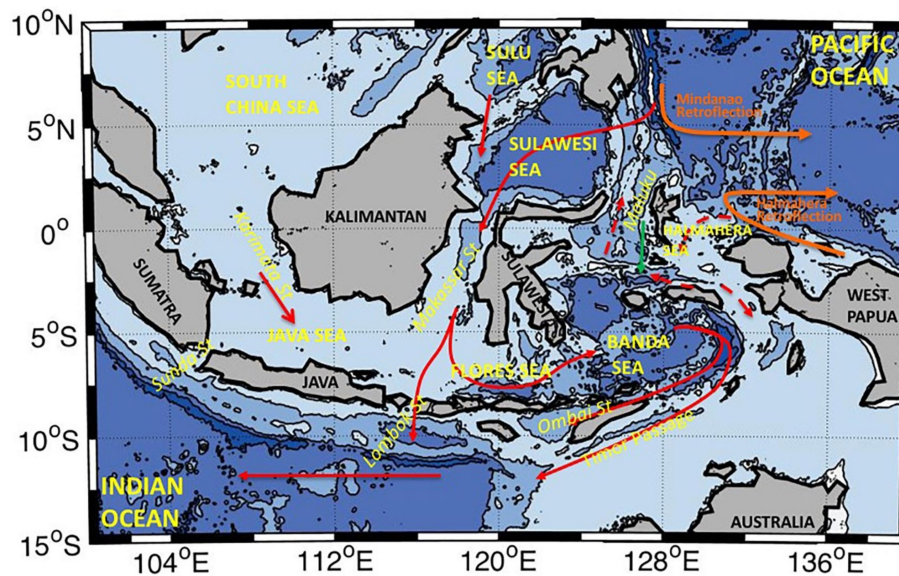 10°N
5°N
0°
5°S
10°S
15°S
104°E
112°E
120°E
128°E
136°E
SULU
SEA
PACIFIC
OCEAN
SOUTH
CHINA SEA
Mindanao
Retroflection
SULAWESI
SEA
KALIMANTAN
Maluku
Halmahera
Retroflection
HALMAHERA
SEA
Karimata St
Makassar St
SUMATRA
SULAWESI
WEST
PAPUA
JAVA SEA
BANDA
SEA
Sunda St
FLORES SEA
JAVA
Lombok St
Ombai St
Timor Passage
INDIAN
OCEAN
AUSTRALIA